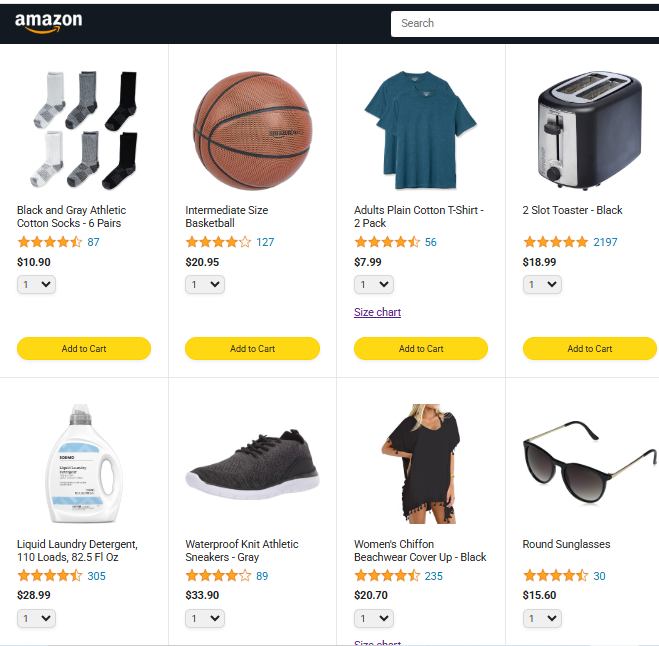 amazon
Search
Black and Gray Athletic
Cotton Socks - 6 Pairs
87
$10.90
1
Add to Cart
Intermediate Size
Basketball
127
$20.95
1
Add to Cart
Adults Plain Cotton T-Shirt -
2 Pack
56
$7.99
1
Size chart
Add to Cart
2 Slot Toaster - Black
2197
$18.99
1
Add to Cart
Liquid Laundry
Detergent
Liquid Laundry Detergent,
110 Loads, 82.5 Fl Oz
305
$28.99
1
Waterproof Knit Athletic
Sneakers - Gray
89
$33.90
1
Women's Chiffon
Beachwear Cover Up - Black
235
$20.70
1
Size chart
Round Sunglasses
30
$15.60
1